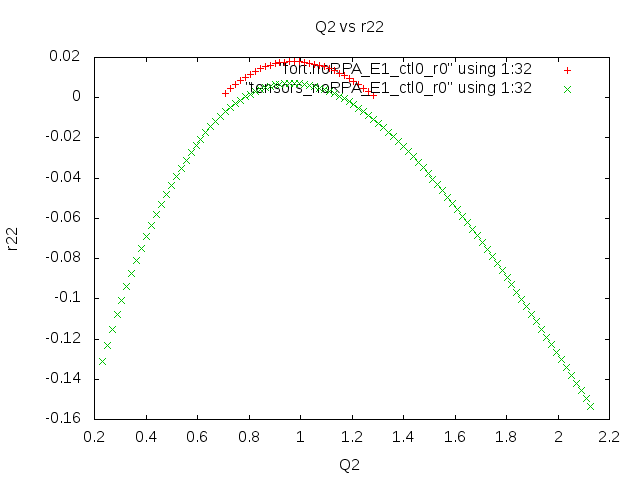 Q2 vs r22
"fort.noRPA_E1_ctl0_r0" using 1:32
"tensors_noRPA_E1_ctl0_r0" using 1:32
0.02
0
-0.02
-0.04
-0.06
-0.08
-0.1
-0.12
-0.14
-0.16
r22
0.2 0.4 0.6 0.8 1 1.2 1.4 1.6 1.8 2 2.2
Q2